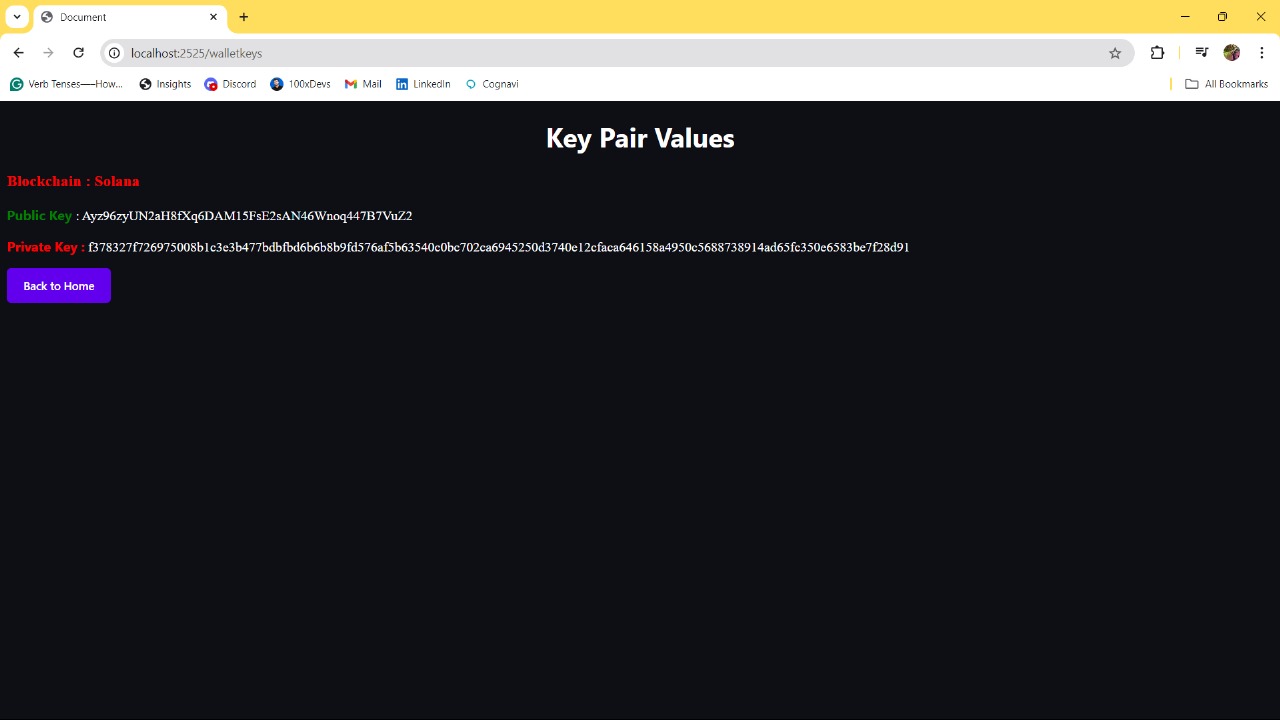 Document
localhost:2525/walletkeys
Verb Tenses—–How... Insights Discord 100xDevs Mail LinkedIn Cognavi All Bookmarks
Key Pair Values
Blockchain : Solana
Public Key : Ayz96zyUN2aH8fXq6DAM15FsE2sAN46Wnoq447B7VuZ2
Private Key : f378327f726975008b1c3e3b477bdbfbd6b6b8b9fd576af5b63540c0bc702ca6945250d3740e12cfaca646158a4950c5688738914ad65fc350e6583be7f28d91
Back to Home